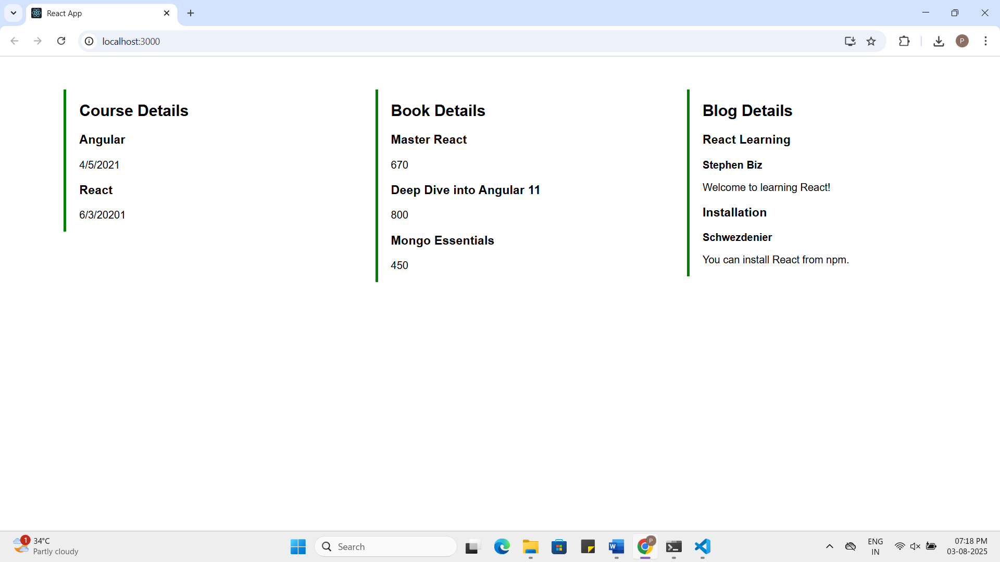 React App
localhost:3000
P
Course Details
Angular
4/5/2021
React
6/3/20201
Book Details
Master React
670
Deep Dive into Angular 11
800
Mongo Essentials
450
Blog Details
React Learning
Stephen Biz
Welcome to learning React!
Installation
Schwezdenier
You can install React from npm.
1
34°C
Partly cloudy
Search
W
P
ENG
IN
07:18 PM
03-08-2025